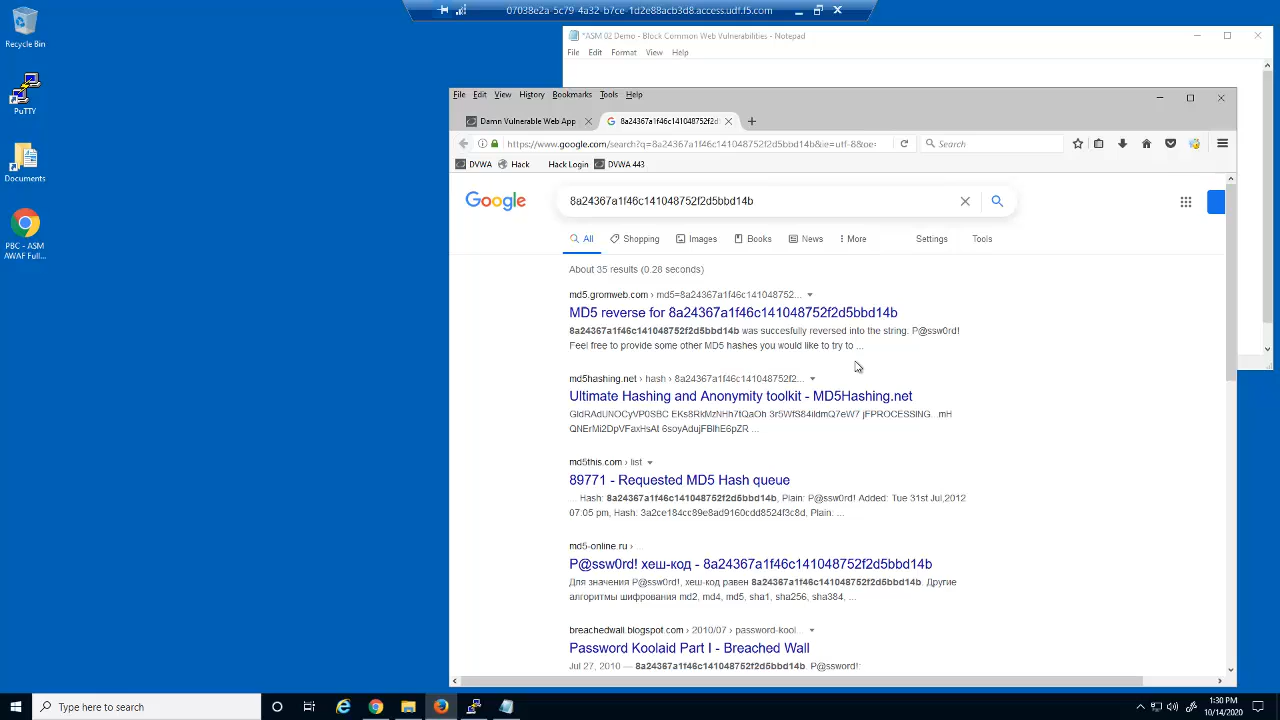 07038e2a-5c79-4a32-b7ce-1d2e88acb3d8.access.udf.f5.com
Recycle Bin
PuTTY
Documents
PBC - ASM
AWAF Full...
*ASM 02 Demo - Block Common Web Vulnerabilities - Notepad
File Edit Format View Help
File Edit View History Bookmarks Tools Help
Damn Vulnerable Web App
8a24367a1f46c141048752f2d
https://www.google.com/search?q=8a24367a1f46c141048752f2d5bbd14b&ie=utf-8&oe=
Search
DVWA Hack Hack Login DVWA 443
Google
8a24367a1f46c141048752f2d5bbd14b
All Shopping Images Books News More Settings Tools
About 35 results (0.28 seconds)
md5.gromweb.com › md5=8a24367a1f46c141048752...
MD5 reverse for 8a24367a1f46c141048752f2d5bbd14b
8a24367a1f46c141048752f2d5bbd14b was succesfully reversed into the string: P@ssw0rd!
Feel free to provide some other MD5 hashes you would like to try to ...
md5hashing.net › hash › 8a24367a1f46c141048752f2...
Ultimate Hashing and Anonymity toolkit - MD5Hashing.net
jFPROCESSING...mH
md5this.com › list
89771 - Requested MD5 Hash queue
... Hash: 8a24367a1f46c141048752f2d5bbd14b, Plain: P@ssw0rd! Added: Tue 31st Jul,2012
07:05 pm, Hash: 3a2ce184cc89e8ad9160cdd8524f3c8d, Plain: ...
md5-online.ru › ...
P@ssw0rd! хеш-код - 8a24367a1f46c141048752f2d5bbd14b
Для значения P@ssw0rd!, хеш-код равен 8a24367a1f46c141048752f2d5bbd14b. Другие
алгоритмы шифрования md2, md4, md5, sha1, sha256, sha384, ...
breachedwall.blogspot.com › 2010/07 › password-kool...
Password Koolaid Part I - Breached Wall
Jul 27, 2010 — 8a24367a1f46c141048752f2d5bbd14b. P@ssword!
Type here to search
1:30 PM
10/14/2020